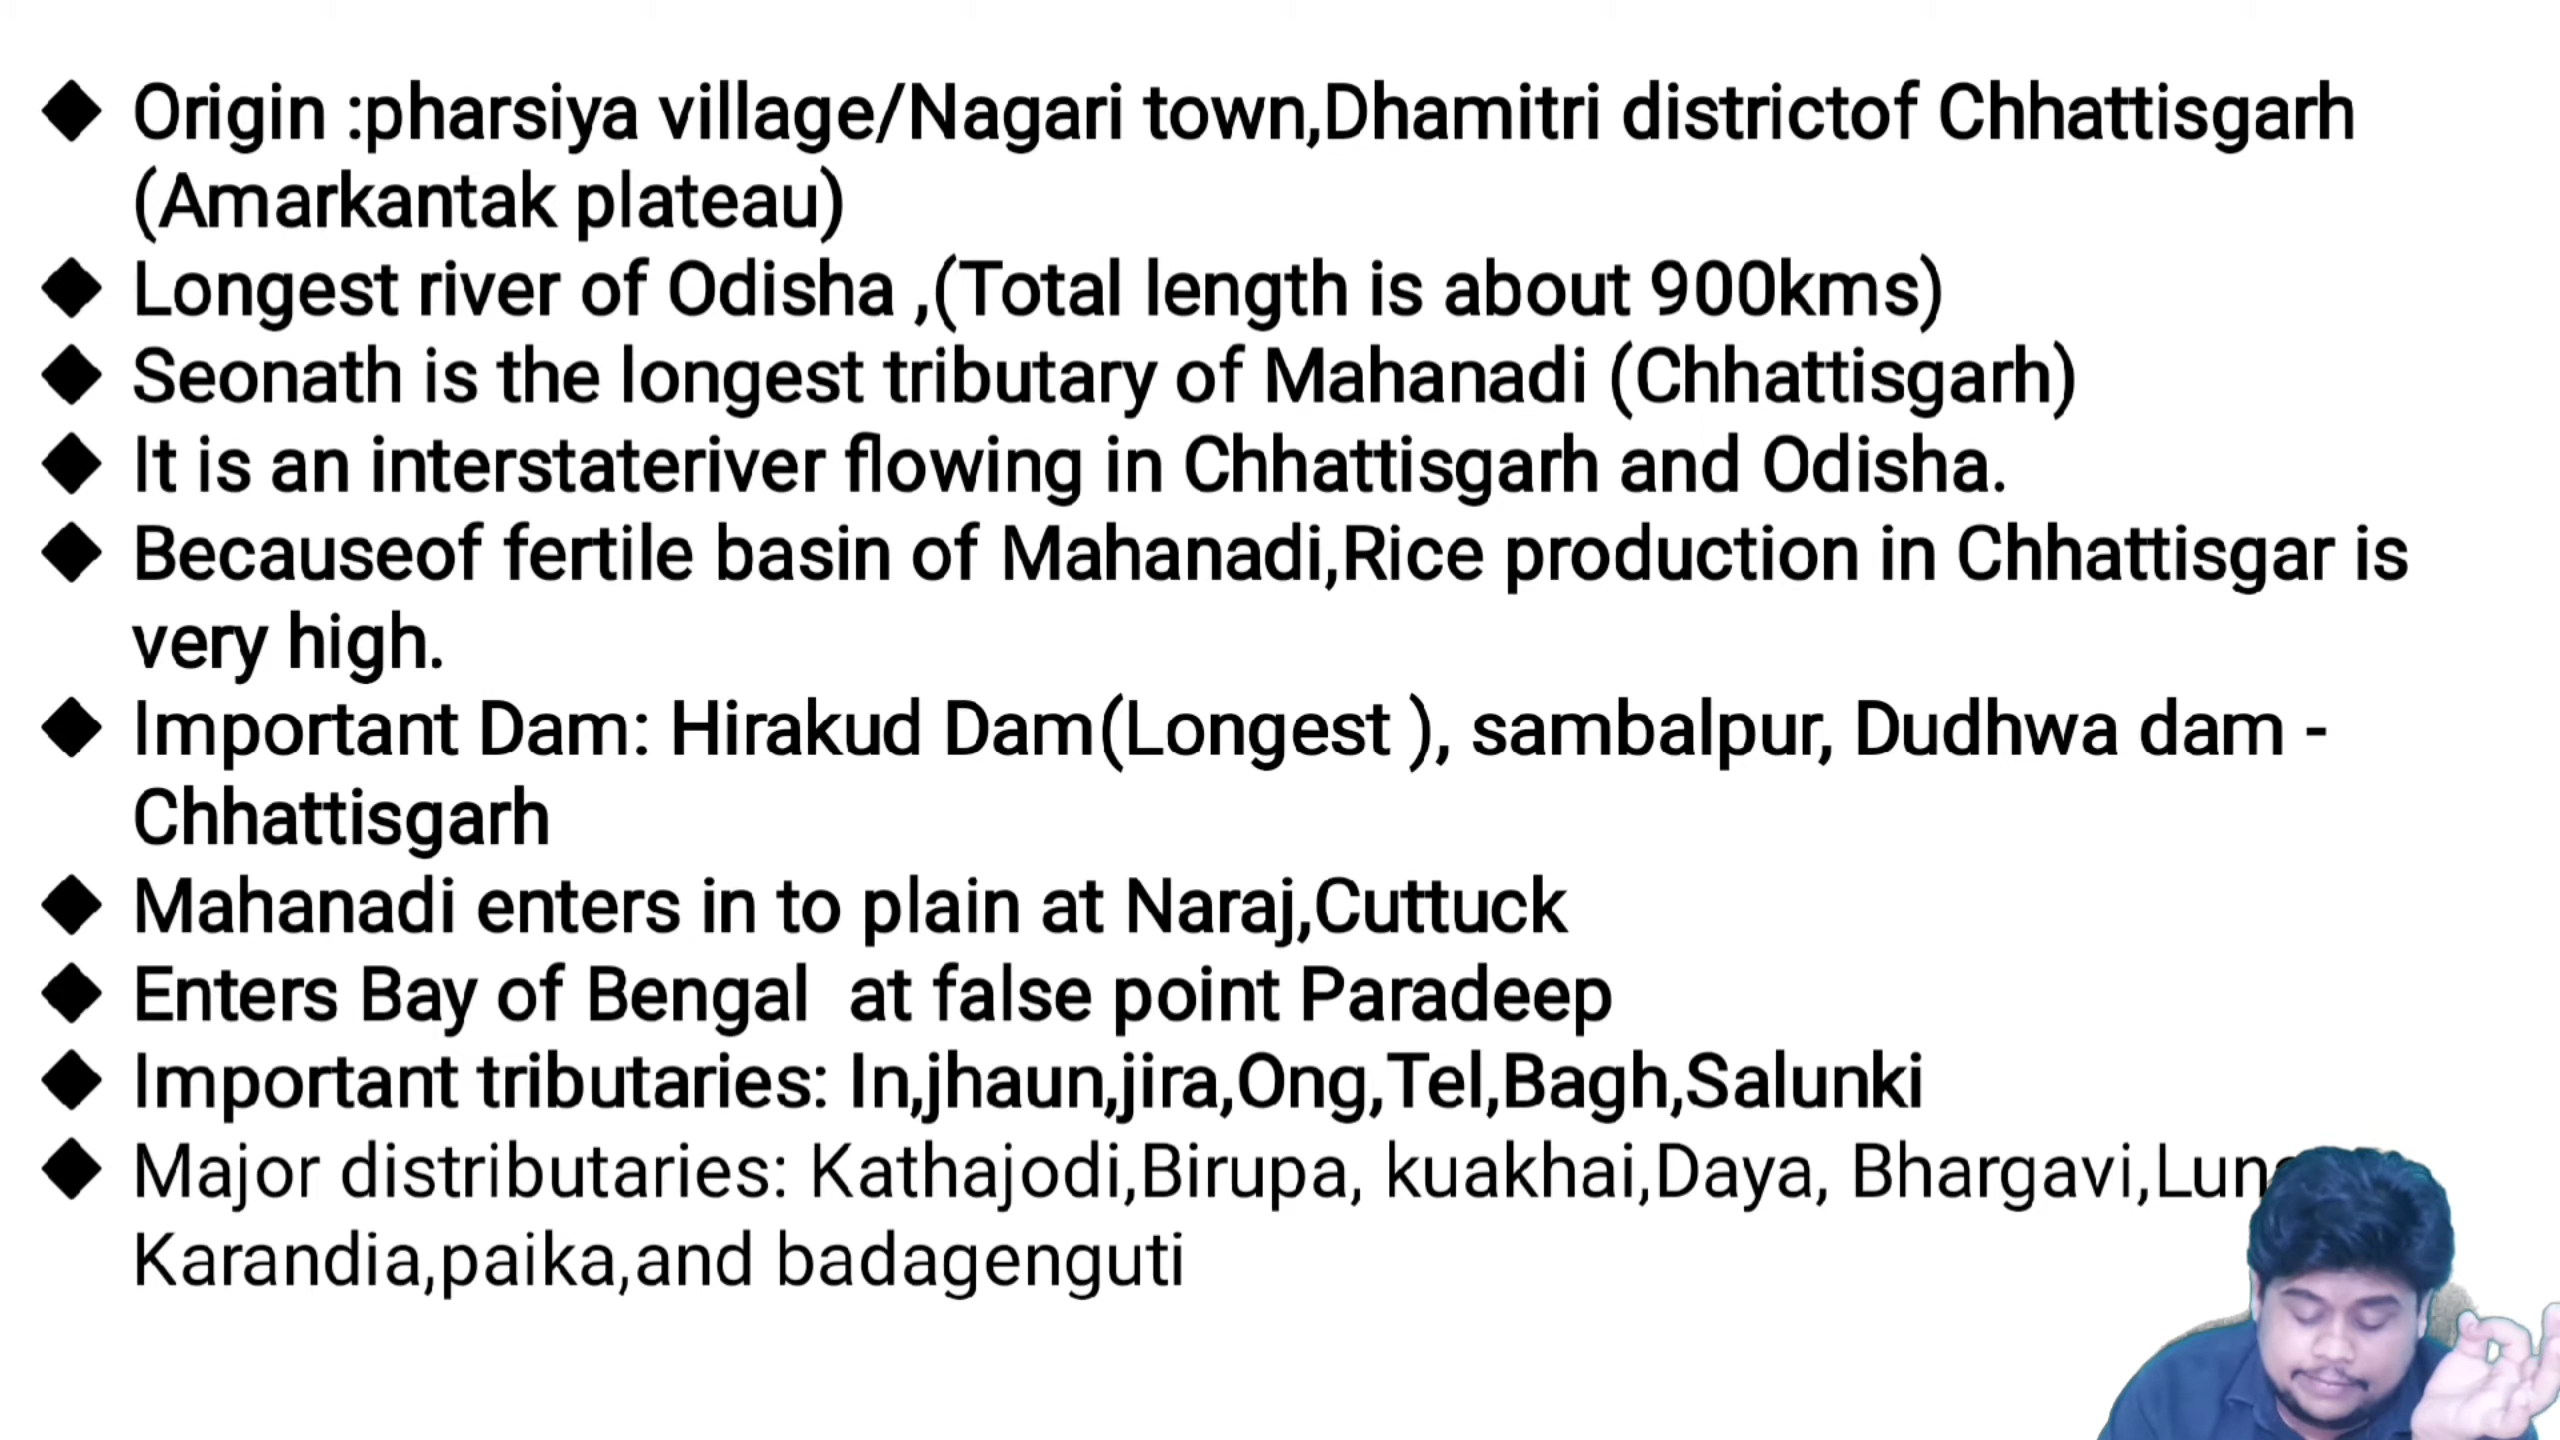 ◆ Origin :pharsiya village/Nagari town,Dhamitri districtof Chhattisgarh
(Amarkantak plateau)
◆ Longest river of Odisha ,(Total length is about 900kms)
◆ Seonath is the longest tributary of Mahanadi (Chhattisgarh)
◆ It is an interstateriver flowing in Chhattisgarh and Odisha.
◆ Becauseof fertile basin of Mahanadi,Rice production in Chhattisgar is
very high.
◆ Important Dam: Hirakud Dam(Longest ), sambalpur, Dudhwa dam -
Chhattisgarh
◆ Mahanadi enters in to plain at Naraj,Cuttuck
◆ Enters Bay of Bengal  at false point Paradeep
◆ Important tributaries: In,jhaun,jira,Ong,Tel,Bagh,Salunki
◆ Major distributaries: Kathajodi,Birupa, kuakhai,Daya, Bhargavi,
Karandia,paika,and badagenguti